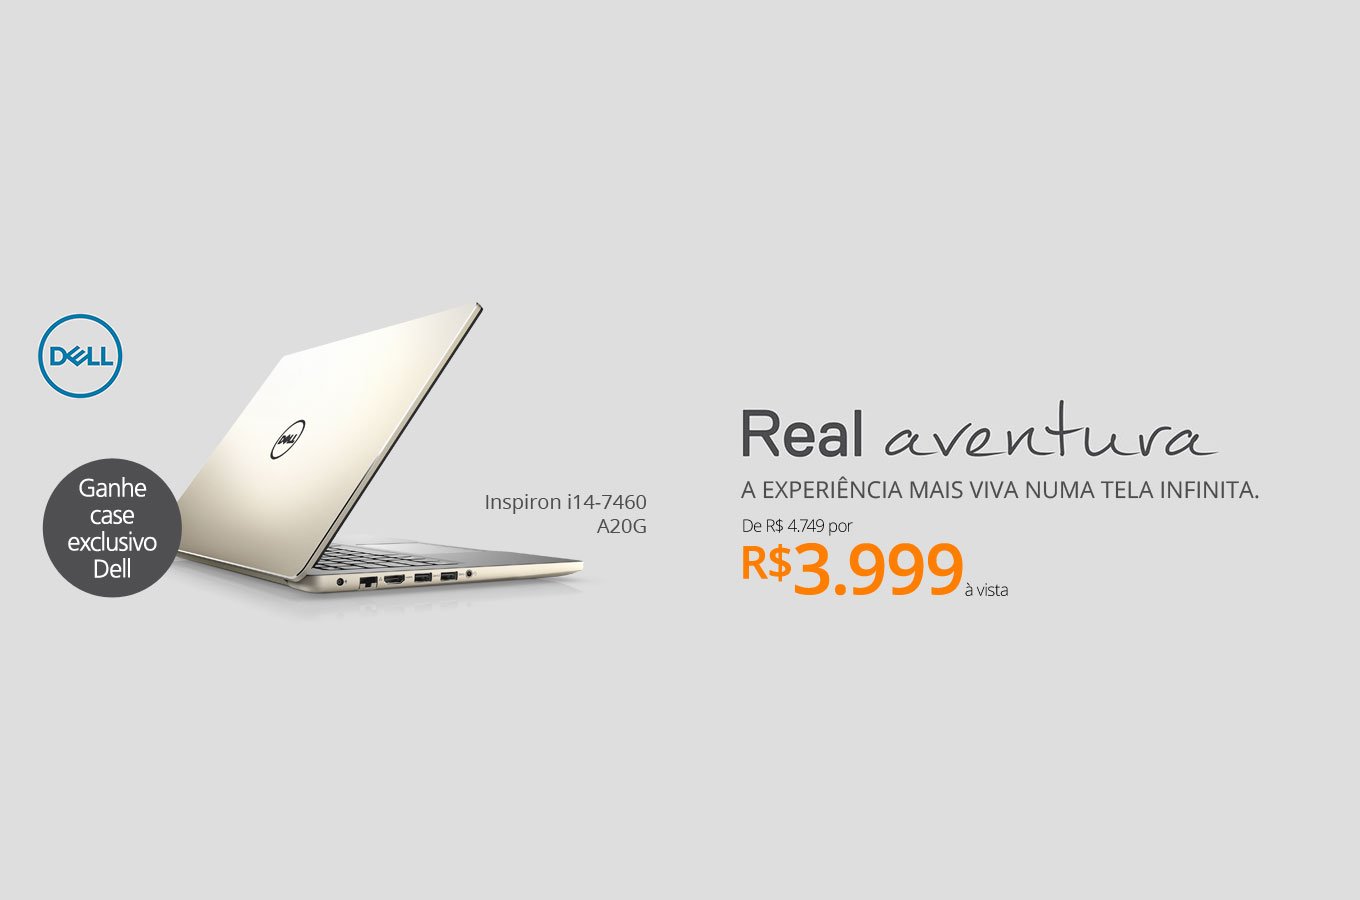 DELL
DELL
Ganhe
case
exclusivo
Dell
Inspiron i14-7460
A20G
Real aventura
A EXPERIÊNCIA MAIS VIVA NUMA TELA INFINITA.
De R$ 4.749 por
R$3.999 à vista